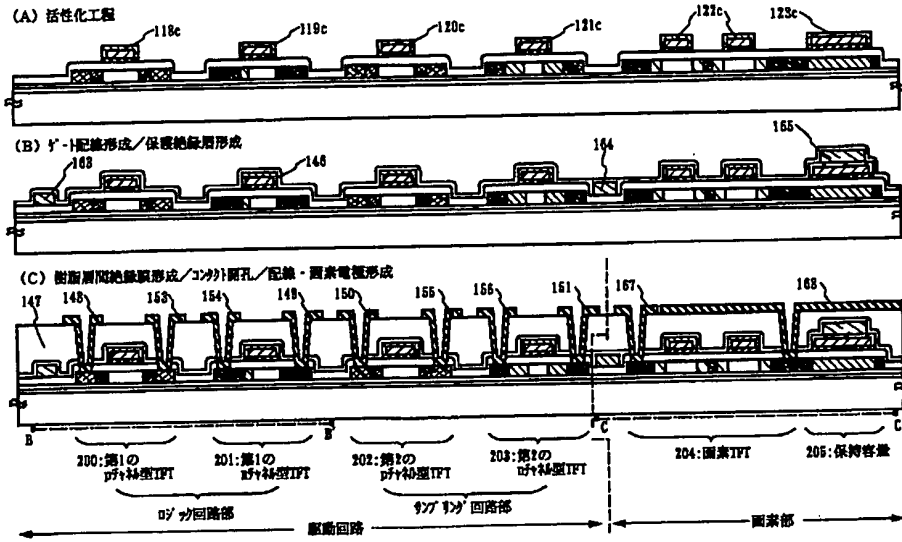 (A) 活性化工程
118c 119c 120c 121c 122c 123c
(B) ゲート配線形成/保護絶縁層形成
163 146 164 165
(C) 樹脂層間絶縁膜形成/コンタクト開孔/配線・画素電極形成
147 148 153 154 149 150 155 156 151 167 168
B B' C C'
200:第1の 201:第1の 202:第2の 203:第2の 204:画素TFT 205:保持容量
pチャネル型TFT nチャネル型TFT pチャネル型TFT nチャネル型TFT
ロジック回路部 サンプリング回路部
駆動回路 画素部